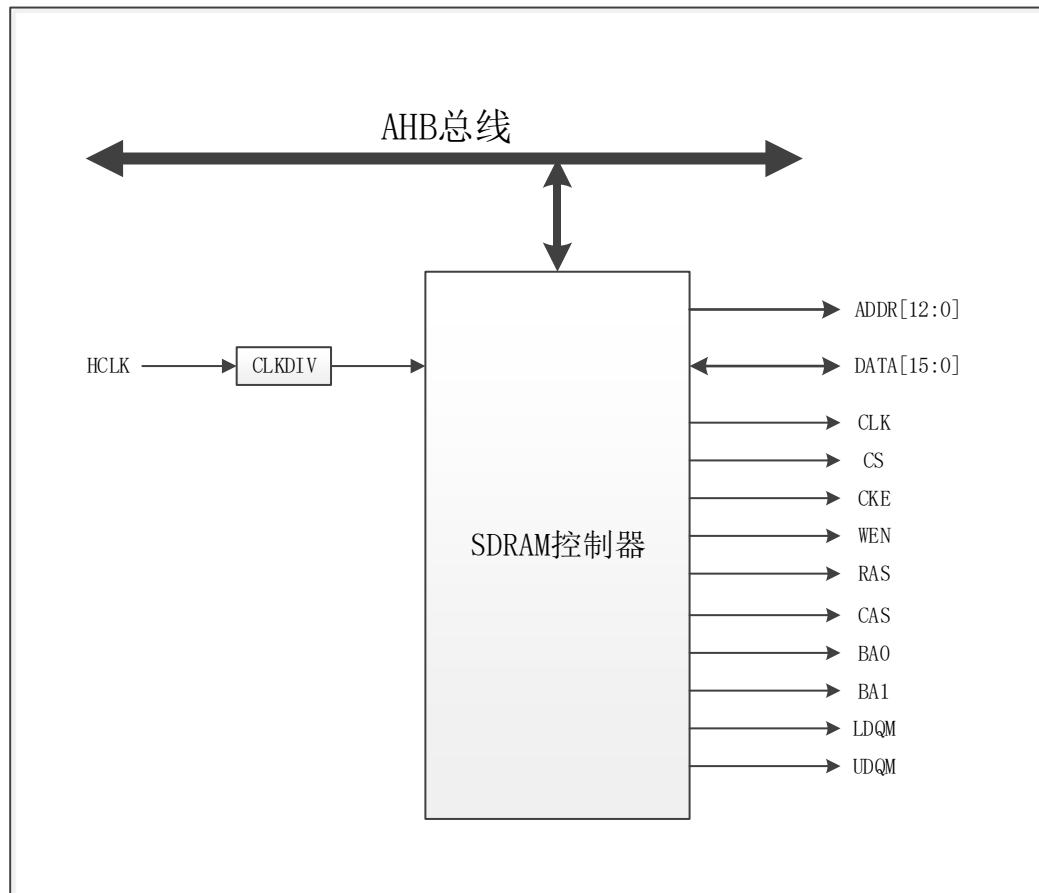 AHB总线
ADDR[12:0]
HCLK
CLKDIV
DATA[15:0]
CLK
CS
CKE
WEN
SDRAM控制器
RAS
CAS
BA0
BA1
LDQM
UDQM